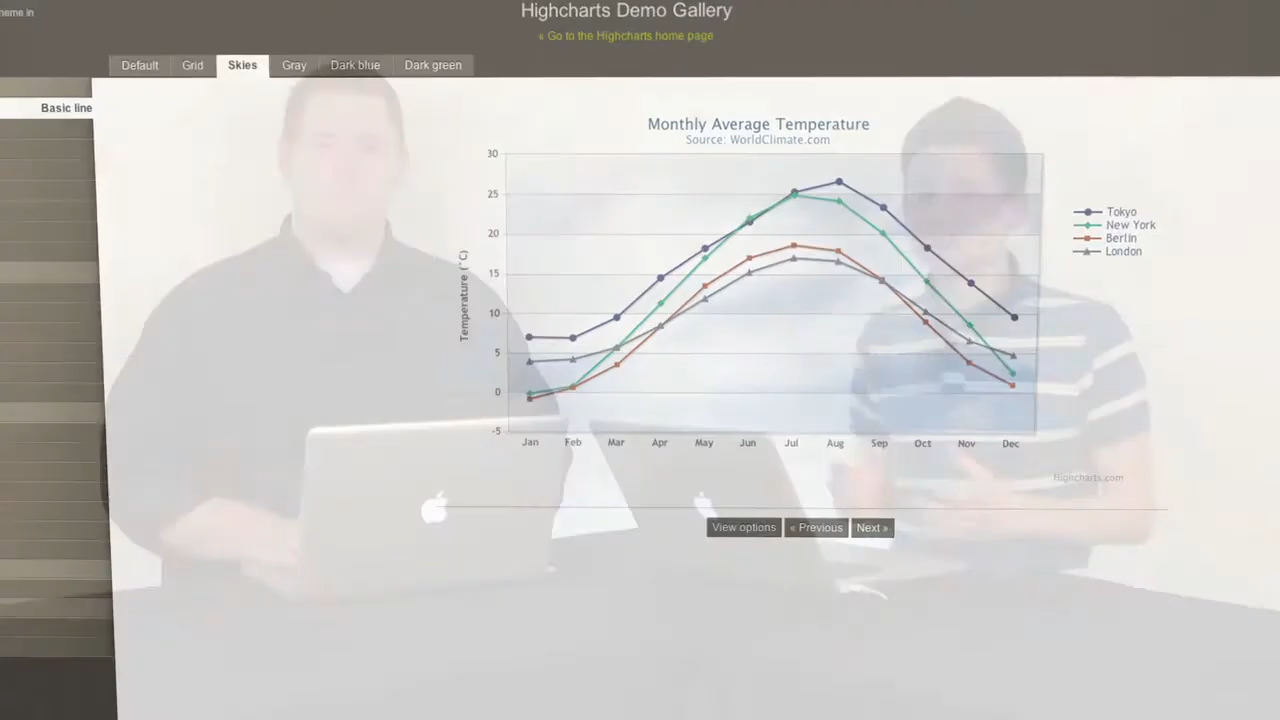 heme in
Highcharts Demo Gallery
« Go to the Highcharts home page
Default Grid Skies Gray Dark blue Dark green
Basic line
Monthly Average Temperature
Source: WorldClimate.com
Temperature (°C)
30
25
20
15
10
5
0
-5
Jan Feb Mar Apr May Jun Jul Aug Sep Oct Nov Dec
Tokyo
New York
Berlin
London
Highcharts.com
View options « Previous Next »